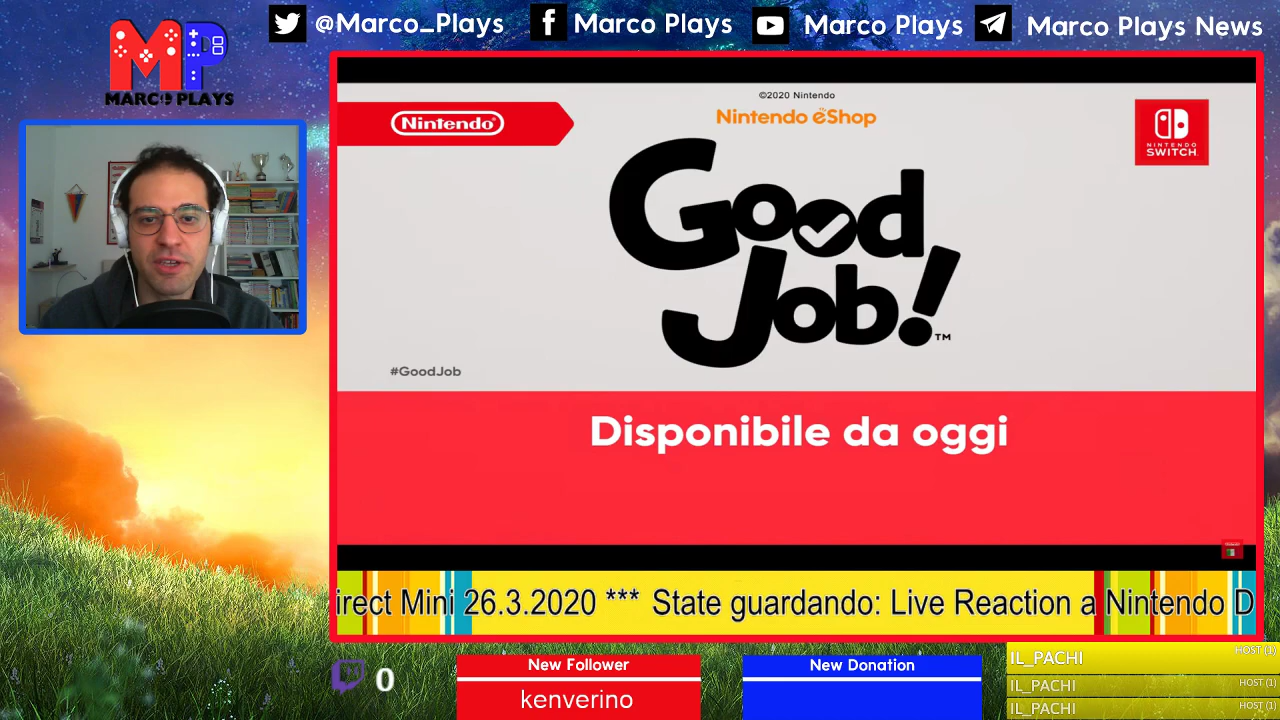 @Marco_Plays
Marco Plays
Marco Plays
Marco Plays News
MP
MARCO PLAYS
©2020 Nintendo
Nintendo eShop
Nintendo®
NINTENDO
SWITCH
Good
Job!™
#GoodJob
Disponibile da oggi
irect Mini 26.3.2020 *** State guardando: Live Reaction a Nintendo D
0
New Follower
kenverino
New Donation
IL_PACHI HOST (1)
IL_PACHI HOST (1)
IL_PACHI HOST (1)